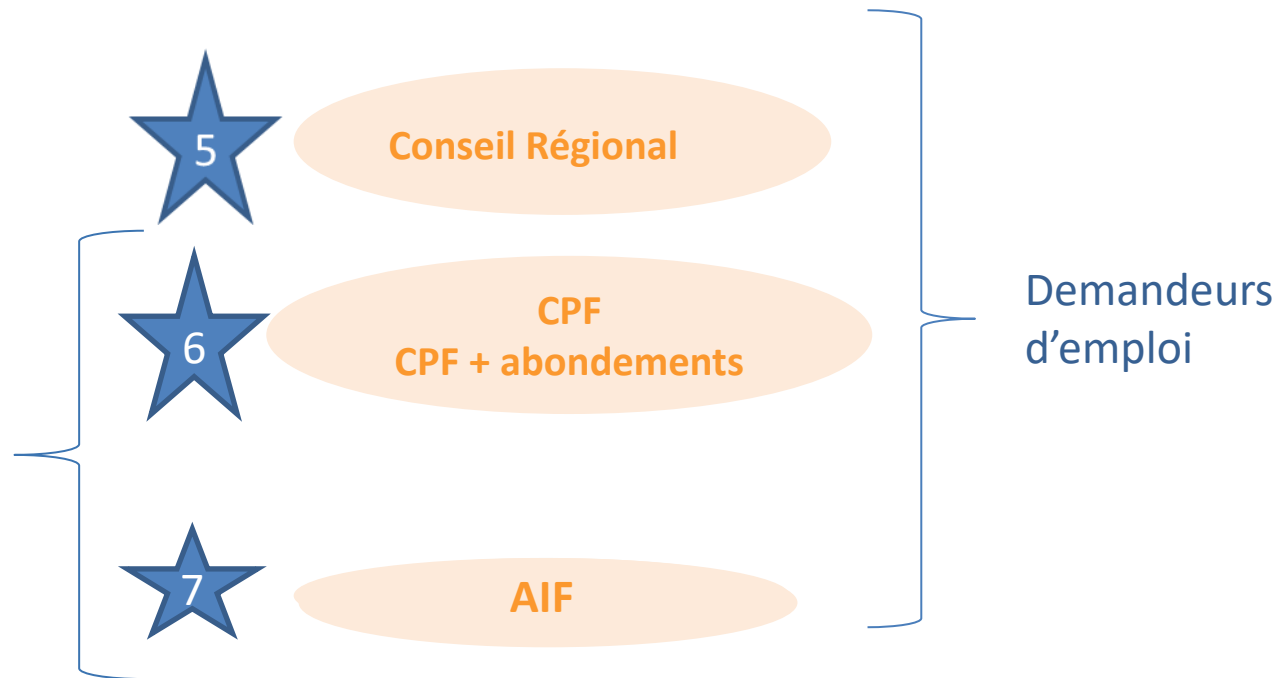 5
Conseil Régional
6
CPF
CPF + abondements
7
AIF
Demandeurs
d’emploi